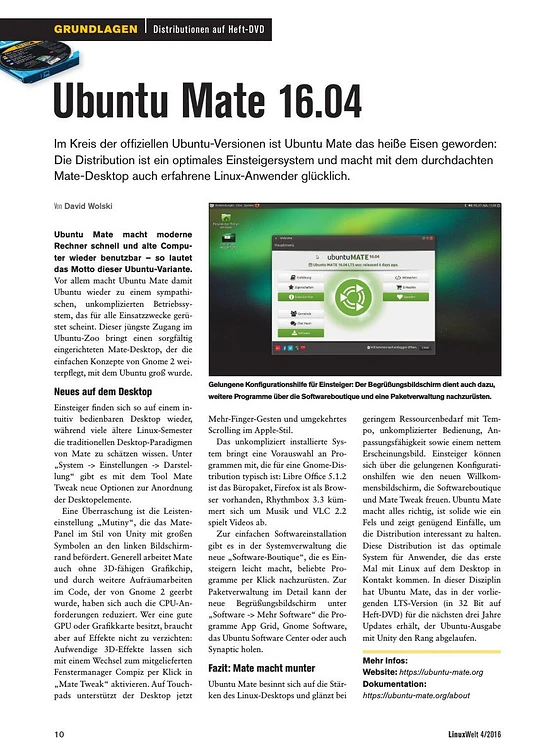 GRUNDLAGEN Distributionen auf Heft-DVD
Ubuntu Mate 16.04
Im Kreis der offiziellen Ubuntu-Versionen ist Ubuntu Mate das heiße Eisen geworden:
Die Distribution ist ein optimales Einsteigersystem und macht mit dem durchdachten
Mate-Desktop auch erfahrene Linux-Anwender glücklich.
Von David Wolski
Ubuntu Mate macht moderne
Rechner schnell und alte Compu-
ter wieder benutzbar – so lautet
das Motto dieser Ubuntu-Variante.
Vor allem macht Ubuntu Mate damit
Ubuntu wieder zu einem sympathi-
schen, unkomplizierten Betriebssy-
stem, das für alle Einsatzzwecke gerü-
stet scheint. Dieser jüngste Zugang im
Ubuntu-Zoo bringt einen sorgfältig
eingerichteten Mate-Desktop, der die
einfachen Konzepte von Gnome 2 wei-
terpflegt, mit dem Ubuntu groß wurde.
Neues auf dem Desktop
Einsteiger finden sich so auf einem in-
tuitiv bedienbaren Desktop wieder,
während viele ältere Linux-Semester
die traditionellen Desktop-Paradigmen
von Mate zu schätzen wissen. Unter
„System -> Einstellungen -> Darstel-
lung“ gibt es mit dem Tool Mate
Tweak neue Optionen zur Anordnung
der Desktopelemente.
Eine Überraschung ist die Leisten-
einstellung „Mutiny“, die das Mate-
Panel im Stil von Unity mit großen
Symbolen an den linken Bildschirm-
rand befördert. Generell arbeitet Mate
auch ohne 3D-fähigen Grafikchip,
und durch weitere Aufräumarbeiten
im Code, der von Gnome 2 geerbt
wurde, haben sich auch die CPU-An-
forderungen reduziert. Wer eine gute
GPU oder Grafikkarte besitzt, braucht
aber auf Effekte nicht zu verzichten:
Aufwendige 3D-Effekte lassen sich
mit einem Wechsel zum mitgelieferten
Fenstermanager Compiz per Klick in
„Mate Tweak“ aktivieren. Auf Touch-
pads unterstützt der Desktop jetzt
ubuntuMATE 16.04
Gelungene Konfigurationshilfe für Einsteiger: Der Begrüßungsbildschirm dient auch dazu,
weitere Programme über die Softwareboutique und eine Paketverwaltung nachzurüsten.
Mehr-Finger-Gesten und umgekehrtes
Scrolling im Apple-Stil.
Das unkompliziert installierte Sys-
tem bringt eine Vorauswahl an Pro-
grammen mit, die für eine Gnome-Dis-
tribution typisch ist: Libre Office 5.1.2
ist das Büropaket, Firefox ist als Brow-
ser vorhanden, Rhythmbox 3.3 küm-
mert sich um Musik und VLC 2.2
spielt Videos ab.
Zur einfachen Softwareinstallation
gibt es in der Systemverwaltung die
neue „Software-Boutique“, die es Ein-
steigern leicht macht, beliebte Pro-
gramme per Klick nachzurüsten. Zur
Paketverwaltung im Detail kann der
neue Begrüßungsbildschirm unter
„Software -> Mehr Software“ die Pro-
gramme App Grid, Gnome Software,
das Ubuntu Software Center oder auch
Synaptic holen.
Fazit: Mate macht munter
Ubuntu Mate besinnt sich auf die Stär-
ken des Linux-Desktops und glänzt bei
geringem Ressourcenbedarf mit Tem-
po, unkomplizierter Bedienung, An-
passungsfähigkeit sowie einem nettem
Erscheinungsbild. Einsteiger können
sich über die gelungenen Konfigurati-
onshilfen wie den neuen Willkom-
mensbildschirm, die Softwareboutique
und Mate Tweak freuen. Ubuntu Mate
macht alles richtig, ist solide wie ein
Fels und zeigt genügend Einfälle, um
die Distribution interessant zu halten.
Diese Distribution ist das optimale
System für Anwender, die das erste
Mal mit Linux auf dem Desktop in
Kontakt kommen. In dieser Disziplin
hat Ubuntu Mate, das in der vorlie-
genden LTS-Version (in 32 Bit auf
Heft-DVD) für die nächsten drei Jahre
Updates erhält, der Ubuntu-Ausgabe
mit Unity den Rang abgelaufen.
Mehr Infos:
Website: https://ubuntu-mate.org
Dokumentation:
https://ubuntu-mate.org/about
10
LinuxWelt 4/2016